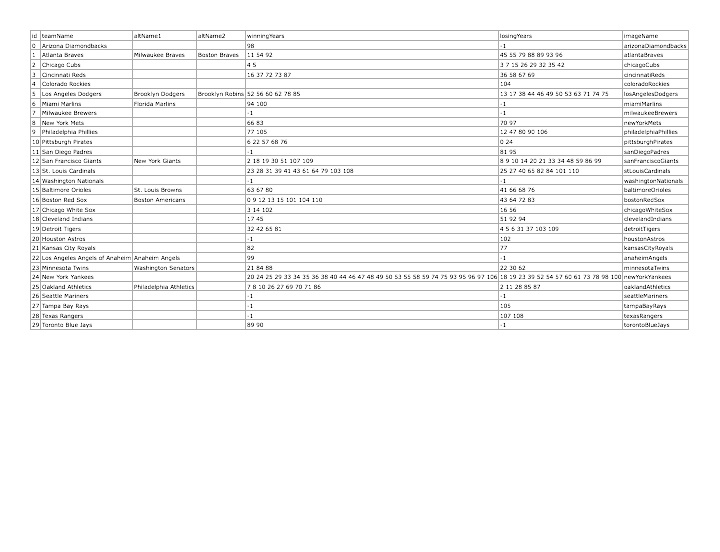 id teamName altName1 altName2 winningYears losingYears imageName
0 Arizona Diamondbacks 98 -1 arizonaDiamondbacks
1 Atlanta Braves Milwaukee Braves Boston Braves 11 54 92 45 55 79 88 89 93 96 atlantaBraves
2 Chicago Cubs 4 5 3 7 15 26 29 32 35 42 chicagoCubs
3 Cincinnati Reds 16 37 72 73 87 36 58 67 69 cincinnatiReds
4 Colorado Rockies 104 coloradoRockies
5 Los Angeles Dodgers Brooklyn Dodgers Brooklyn Robins 52 56 60 62 78 85 13 17 38 44 46 49 50 53 63 71 74 75 losAngelesDodgers
6 Miami Marlins Florida Marlins 94 100 -1 miamiMarlins
7 Milwaukee Brewers -1 -1 milwaukeeBrewers
8 New York Mets 66 83 70 97 newYorkMets
9 Philadelphia Phillies 77 105 12 47 80 90 106 philadelphiaPhillies
10 Pittsburgh Pirates 6 22 57 68 76 0 24 pittsburghPirates
11 San Diego Padres -1 81 95 sanDiegoPadres
12 San Francisco Giants New York Giants 2 18 19 30 51 107 109 8 9 10 14 20 21 33 34 48 59 86 99 sanFranciscoGiants
13 St. Louis Cardinals 23 28 31 39 41 43 61 64 79 103 108 25 27 40 65 82 84 101 110 stLouisCardinals
14 Washington Nationals -1 -1 washingtonNationals
15 Baltimore Orioles St. Louis Browns 63 67 80 41 66 68 76 baltimoreOrioles
16 Boston Red Sox Boston Americans 0 9 12 13 15 101 104 110 43 64 72 83 bostonRedSox
17 Chicago White Sox 3 14 102 16 56 chicagoWhiteSox
18 Cleveland Indians 17 45 51 92 94 clevelandIndians
19 Detroit Tigers 32 42 65 81 4 5 6 31 37 103 109 detroitTigers
20 Houston Astros -1 102 houstonAstros
21 Kansas City Royals 82 77 kansasCityRoyals
22 Los Angeles Angels of Anaheim Anaheim Angels 99 -1 anaheimAngels
23 Minnesota Twins Washington Senators 21 84 88 22 30 62 minnesotaTwins
24 New York Yankees 20 24 25 29 33 34 35 36 38 40 44 46 47 48 49 50 53 55 58 59 74 75 93 95 96 97 106 18 19 23 39 52 54 57 60 61 73 78 98 100 newYorkYankees
25 Oakland Athletics Philadelphia Athletics 7 8 10 26 27 69 70 71 86 2 11 28 85 87 oaklandAthletics
26 Seattle Mariners -1 -1 seattleMariners
27 Tampa Bay Rays -1 105 tampaBayRays
28 Texas Rangers -1 107 108 texasRangers
29 Toronto Blue Jays 89 90 -1 torontoBlueJays